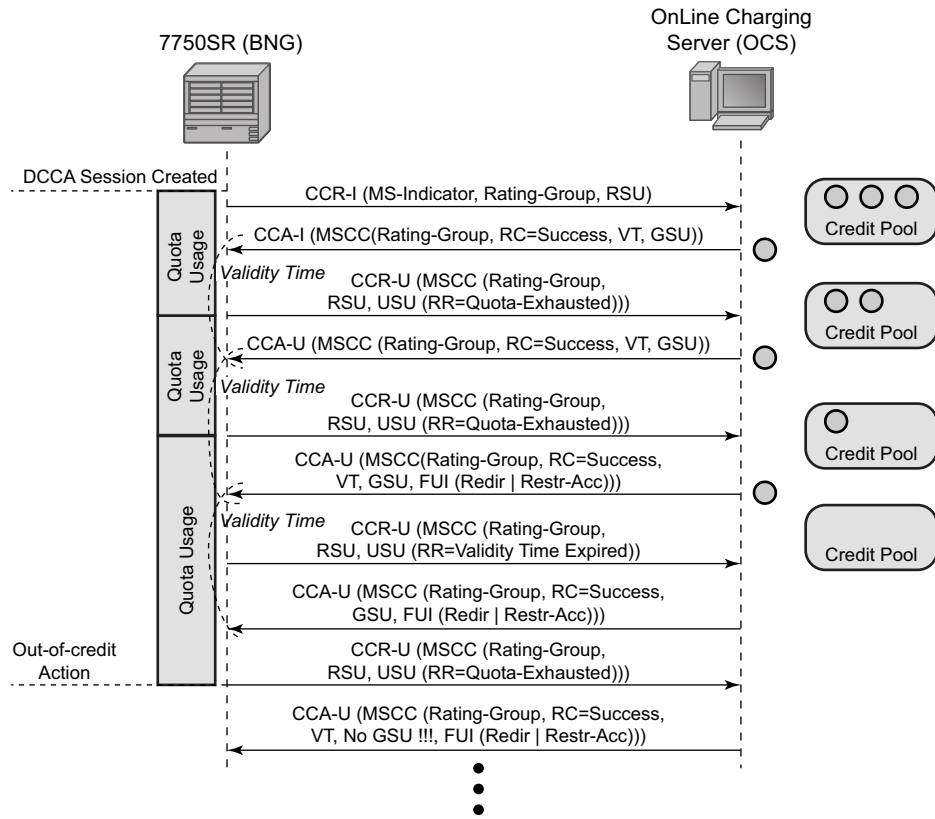 7750SR (BNG)
OnLine Charging
Server (OCS)
DCCA Session Created
CCR-I (MS-Indicator, Rating-Group, RSU)
Credit Pool
Quota
Usage
CCA-I (MSCC(Rating-Group, RC=Success, VT, GSU))
Validity Time
CCR-U (MSCC (Rating-Group,
RSU, USU (RR=Quota-Exhausted)))
Credit Pool
Quota
Usage
CCA-U (MSCC (Rating-Group, RC=Success, VT, GSU))
Validity Time
CCR-U (MSCC (Rating-Group,
RSU, USU (RR=Quota-Exhausted)))
Credit Pool
CCA-U (MSCC(Rating-Group, RC=Success,
VT, GSU, FUI (Redir | Restr-Acc)))
Validity Time
Quota Usage
CCR-U (MSCC (Rating-Group,
RSU, USU (RR=Validity Time Expired))
Credit Pool
CCA-U (MSCC (Rating-Group, RC=Success,
GSU, FUI (Redir | Restr-Acc)))
Out-of-credit
Action
CCR-U (MSCC (Rating-Group,
RSU, USU (RR=Quota-Exhausted)))
CCA-U (MSCC (Rating-Group, RC=Success,
VT, No GSU !!!, FUI (Redir | Restr-Acc)))